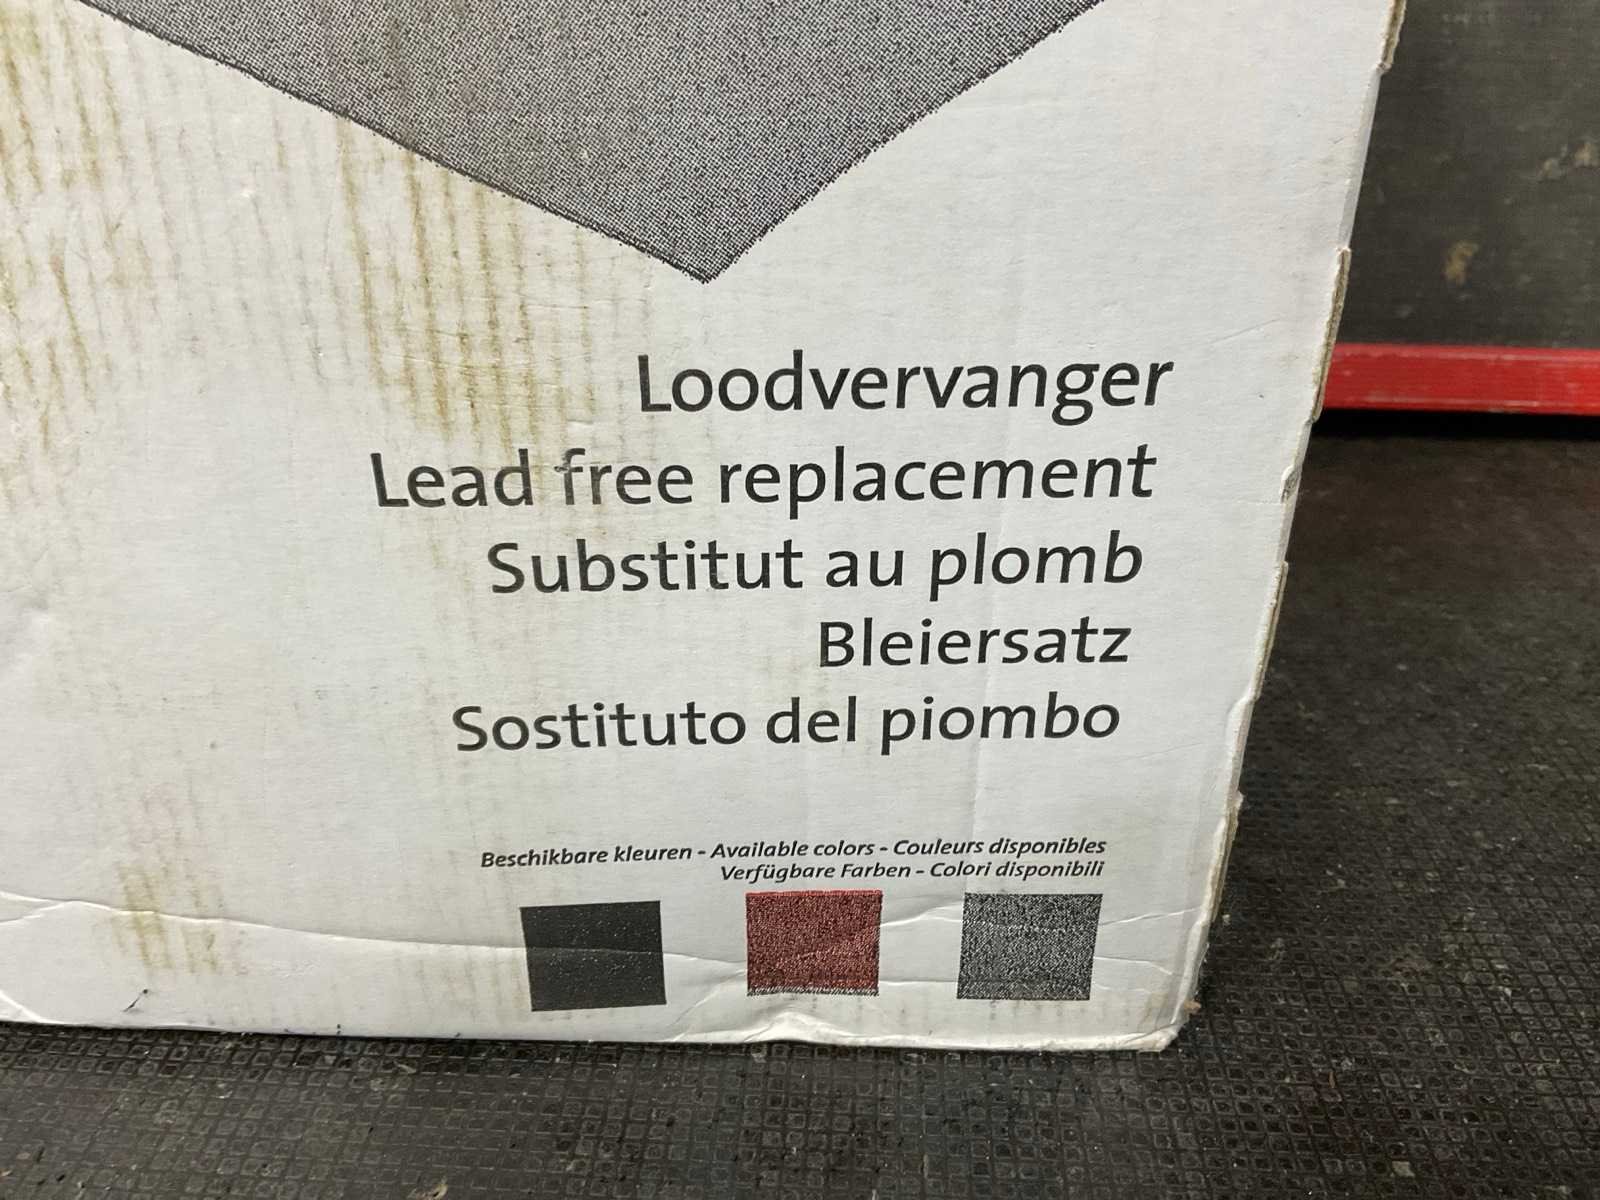 Loodvervanger
Lead free replacement
Substitut au plomb
Bleiersatz
Sostituto del piombo
Beschikbare kleuren - Available colors - Couleurs disponibles
Verfügbare Farben - Colori disponibili